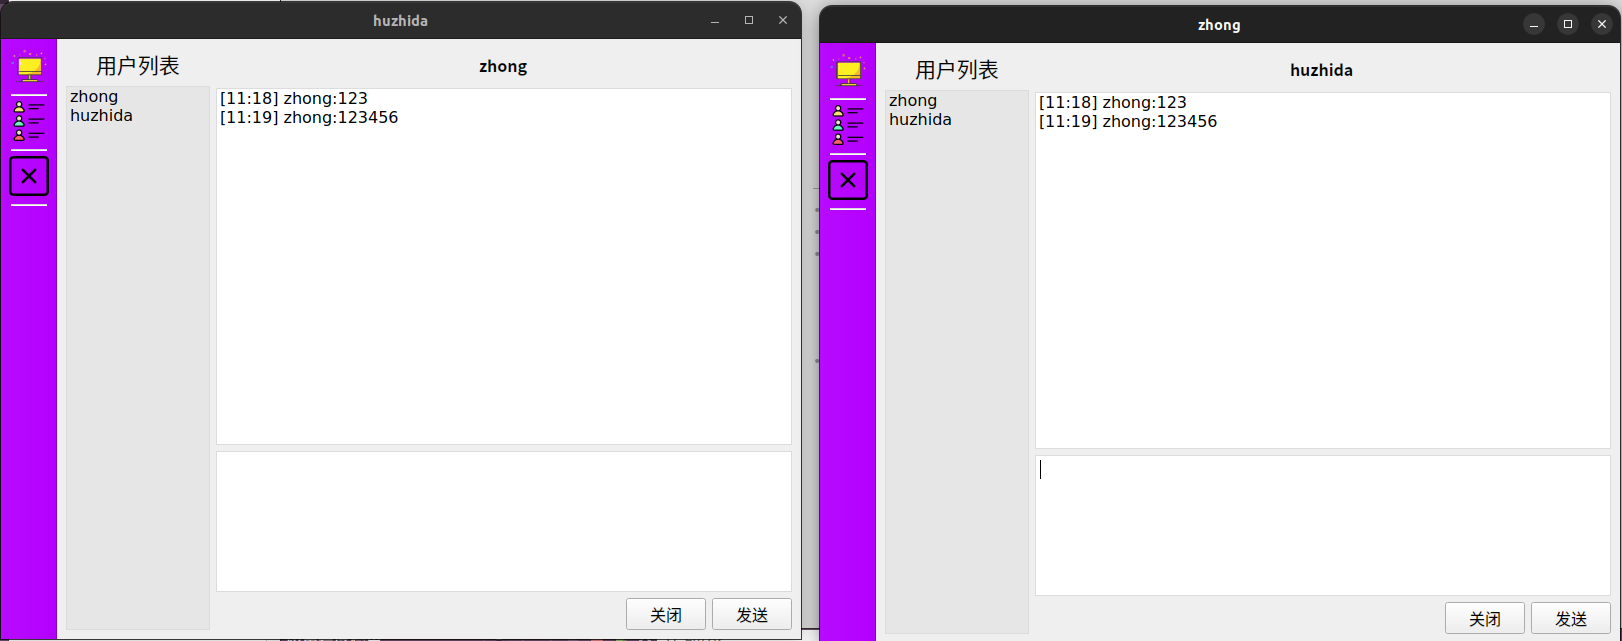 huzhida
用户列表
zhong
huzhida
zhong
[11:18] zhong:123
[11:19] zhong:123456
关闭
发送
zhong
用户列表
zhong
huzhida
huzhida
[11:18] zhong:123
[11:19] zhong:123456
关闭
发送